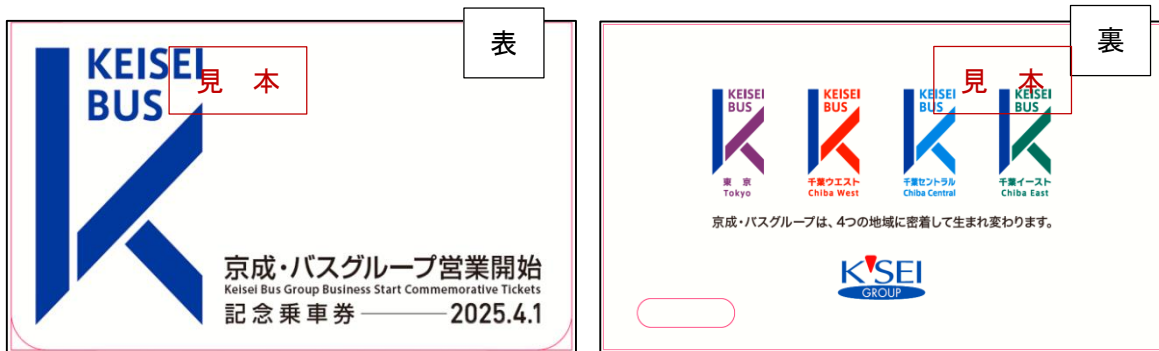 表
KEISEI
BUS
見 本
京成・バスグループ営業開始
Keisei Bus Group Business Start Commemorative Tickets
記念乗車券 2025.4.1
裏
見 本
KEISEI
BUS
東 京
Tokyo
KEISEI
BUS
千葉ウエスト
Chiba West
KEISEI
BUS
千葉セントラル
Chiba Central
KEISEI
BUS
千葉イースト
Chiba East
京成・バスグループは、4つの地域に密着して生まれ変わります。
K'SEI
GROUP